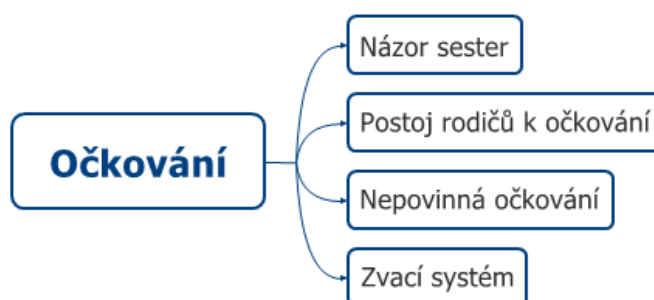 Očkování
Názor sester
Postoj rodičů k očkování
Nepovinná očkování
Zvací systém